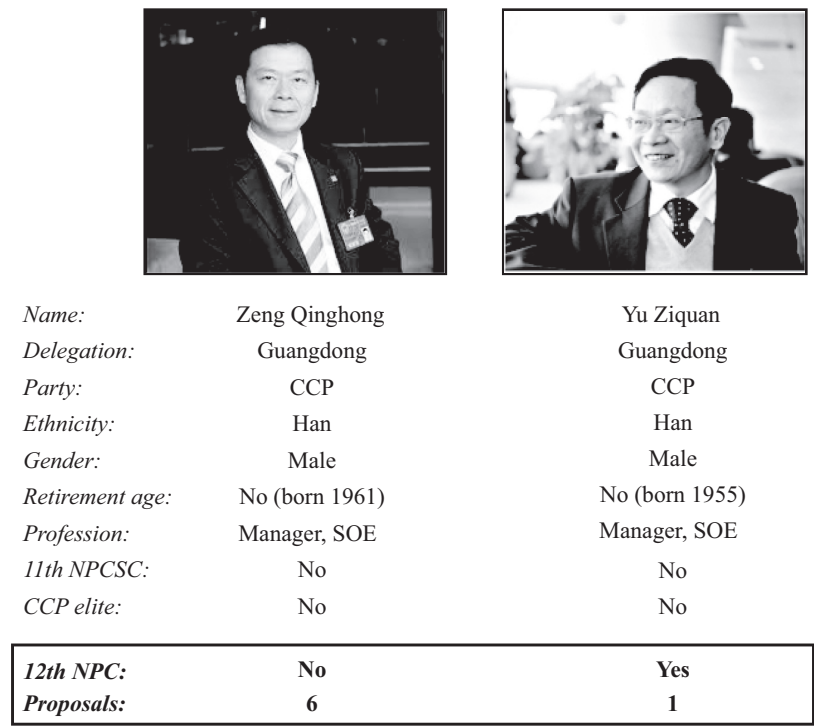 Name: Zeng Qinghong Yu Ziquan
Delegation: Guangdong Guangdong
Party: CCP CCP
Ethnicity: Han Han
Gender: Male Male
Retirement age: No (born 1961) No (born 1955)
Profession: Manager, SOE Manager, SOE
11th NPCSC: No No
CCP elite: No No
12th NPC: No Yes
Proposals: 6 1